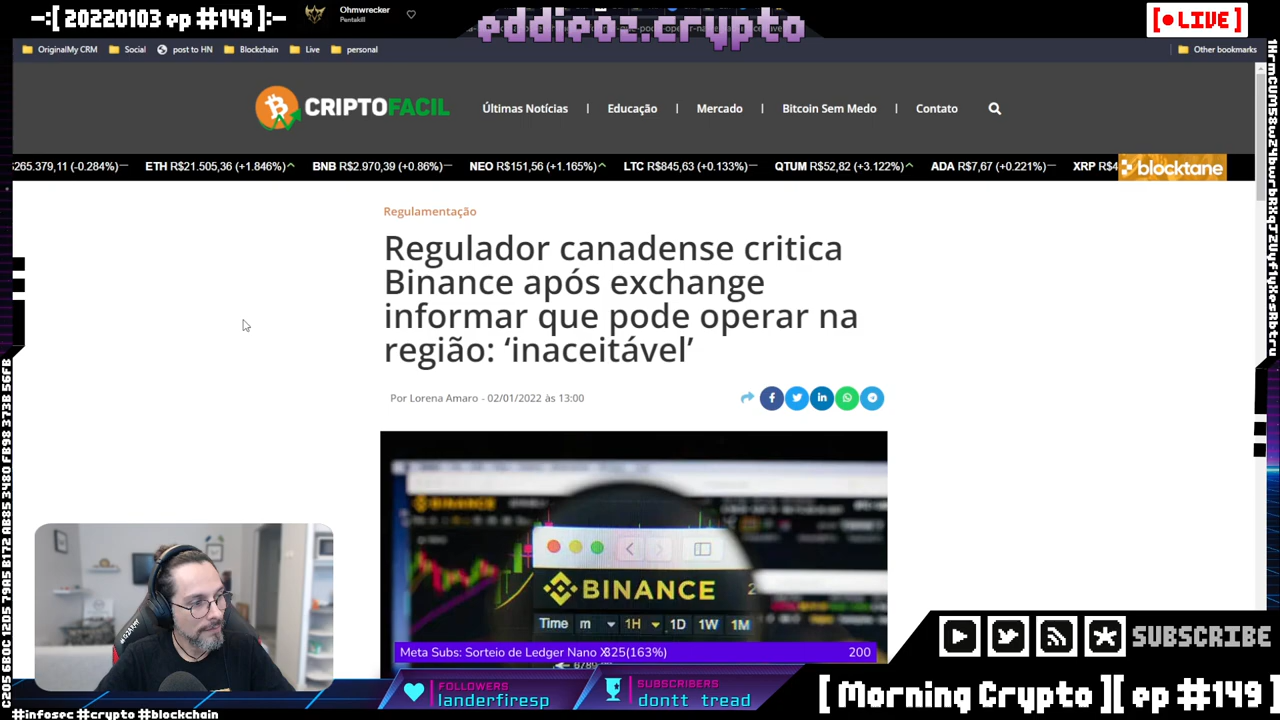 —:[ 20220103 ep #149 ]:—
Ohmwrecker
Pentakill
eddieoz.crypto
[•LIVE]
OriginalMy CRM
Social
post to HN
Blockchain
Live
personal
Other bookmarks
CRIPTOFACIL
Últimas Notícias | Educação | Mercado | Bitcoin Sem Medo | Contato
265.379,11 (-0.284%) ETH R$21.505,36 (+1.846%) BNB R$2.970,39 (+0.86%) NEO R$151,56 (+1.165%) LTC R$845,63 (+0.133%) QTUM R$52,82 (+3.122%) ADA R$7,67 (+0.221%) XRP R$4
blocktane
Regulamentação
Regulador canadense critica
Binance após exchange
informar que pode operar na
região: ‘inaceitável’
Por Lorena Amaro - 02/01/2022 às 13:00
BINANCE
BINANCE
Time m 1H 1D 1W 1M
Meta Subs: Sorteio de Ledger Nano X
325(163%)
200
SUBSCRIBE
FOLLOWERS
landerfiresp
SUBSCRIBERS
dontt tread
[ Morning Crypto ][ ep #149 ]
#infosec #crypto #blockchain